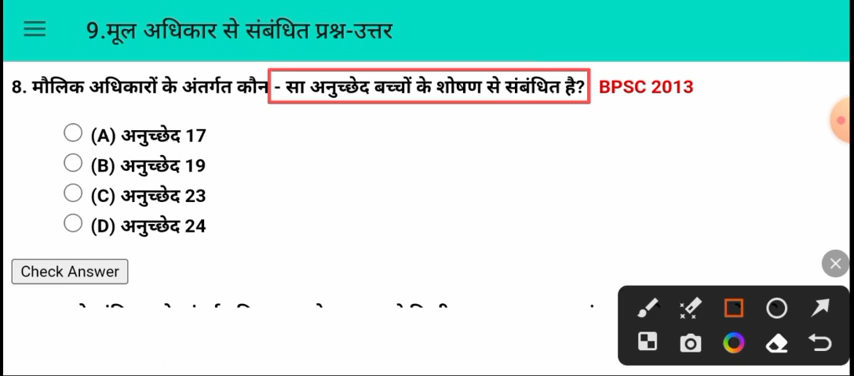 9.मूल अधिकार से संबंधित प्रश्न-उत्तर
8. मौलिक अधिकारों के अंतर्गत कौन - सा अनुच्छेद बच्चों के शोषण से संबंधित है? BPSC 2013
(A) अनुच्छेद 17
(B) अनुच्छेद 19
(C) अनुच्छेद 23
(D) अनुच्छेद 24
Check Answer